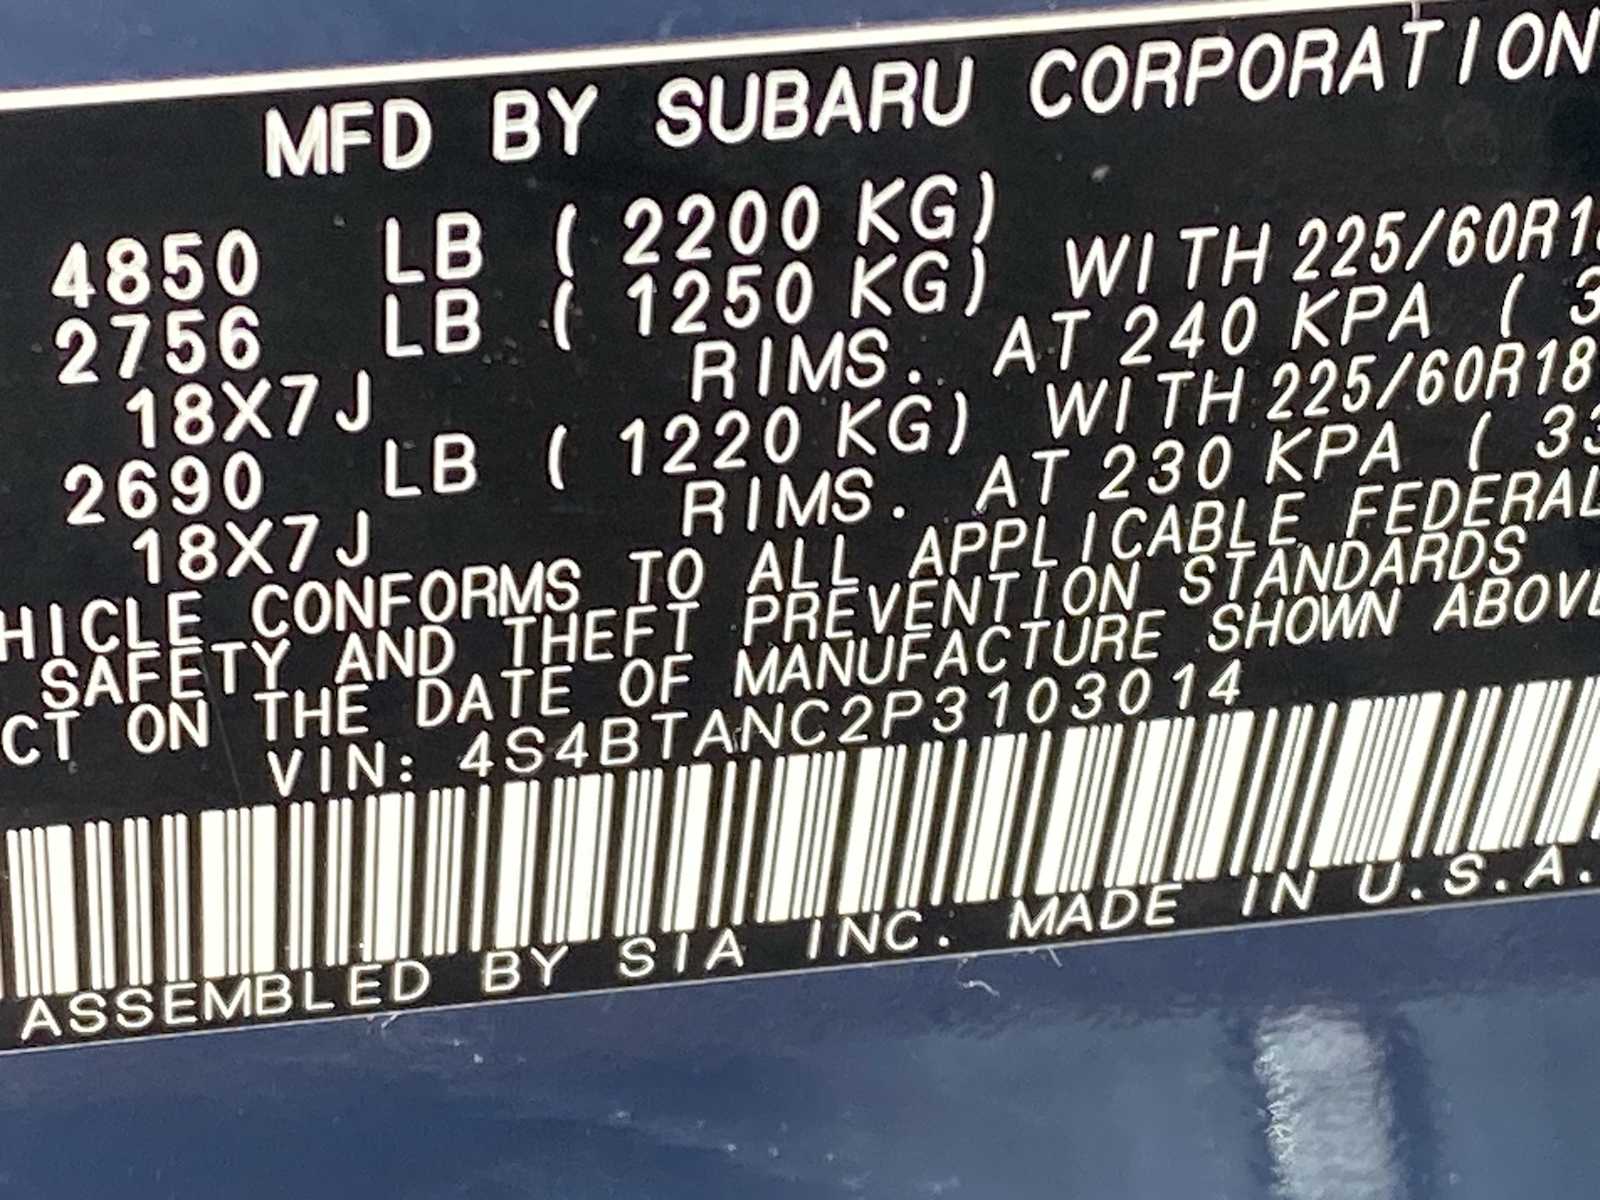 MFD BY SUBARU CORPORATION
4850 LB ( 2200 KG)
2756 LB ( 1250 KG) WITH 225/60R18
18X7J RIMS. AT 240 KPA ( 3
2690 LB ( 1220 KG) WITH 225/60R18
18X7J RIMS. AT 230 KPA ( 33
HICLE CONFORMS TO ALL APPLICABLE FEDERAL
SAFETY AND THEFT PREVENTION STANDARDS
CT ON THE DATE OF MANUFACTURE SHOWN ABOVE
VIN: 4S4BTANC2P3103014
ASSEMBLED BY SIA INC. MADE IN U.S.A.